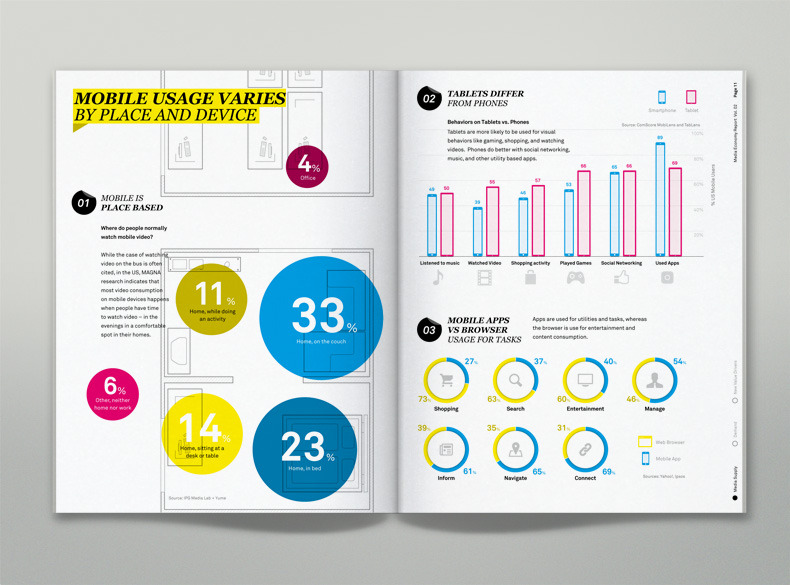 MOBILE USAGE VARIES
BY PLACE AND DEVICE
4%
Office
01
MOBILE IS
PLACE BASED
Where do people normally
watch mobile video?
While the case of watching
video on the bus is often
cited, in the US, MAGNA
research indicates that
most video consumption
on mobile devices happens
when people have time
to watch video – in the
evenings in a comfortable
spot in their homes.
11%
Home, while doing
an activity
33%
Home, on the couch
6%
Other, neither
home nor work
14%
Home, sitting at a
desk or table
23%
Home, in bed
Source: IPG Media Lab + Yume
02
TABLETS DIFFER
FROM PHONES
Smartphone
Tablet
Source: ComScore MobiLens and TabLens
Behaviors on Tablets vs. Phones
Tablets are more likely to be used for visual
behaviors like gaming, shopping, and watching
videos. Phones do better with social networking,
music, and other utility based apps.
100%
80%
60%
40%
20%
% US Mobile Users
49 50
39 55
46 57
53 66
65 66
89 69
Listened to music
Watched Video
Shopping activity
Played Games
Social Networking
Used Apps
03
MOBILE APPS
VS BROWSER
USAGE FOR TASKS
Apps are used for utilities and tasks, whereas
the browser is use for entertainment and
content consumption.
27%
73%
Shopping
37%
63%
Search
40%
60%
Entertainment
54%
46%
Manage
39%
61%
Inform
35%
65%
Navigate
31%
69%
Connect
Web Browser
Mobile App
Sources: Yahoo!, Ipsos
Media Economy Report Vol. 02 Page 11
New Value Drivers
Demand
Media Supply